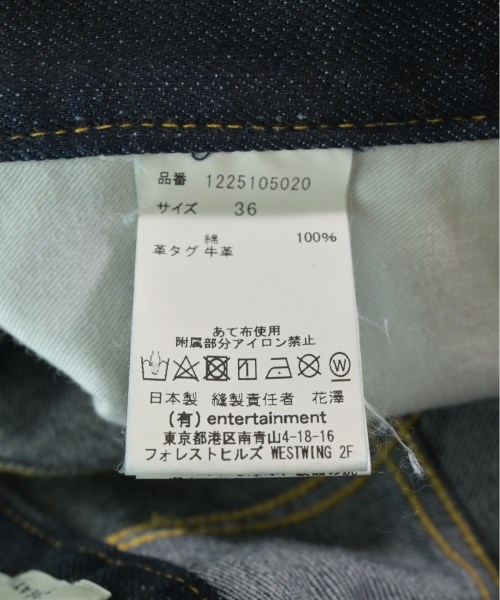 品番 1225105020
サイズ 36
綿 100%
革タグ 牛革
あて布使用
附属部分アイロン禁止
W
日本製 縫製責任者 花澤
(有) entertainment
東京都港区南青山4-18-16
フォレストヒルズ WESTWING 2F